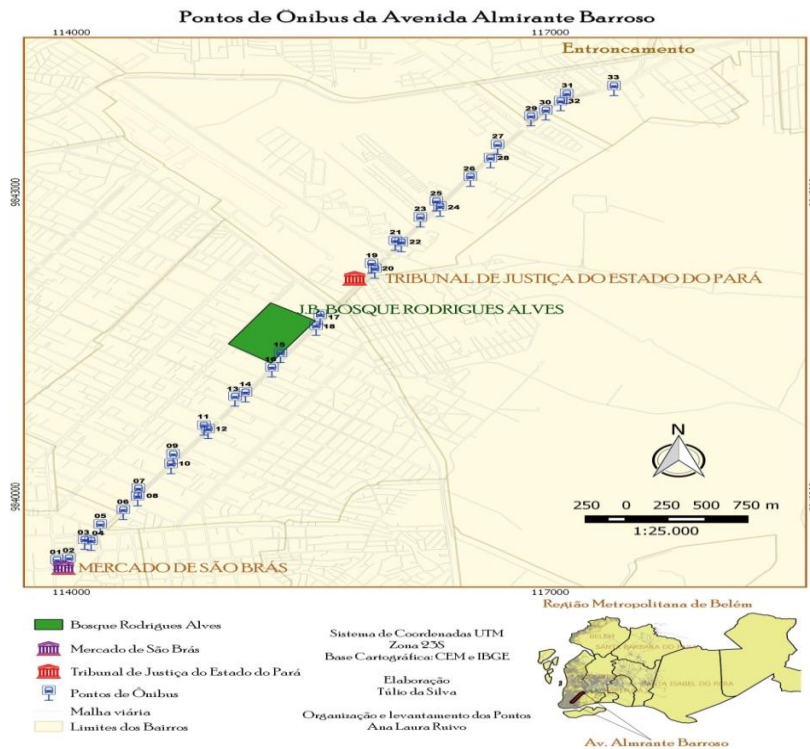 Pontos de Ônibus da Avenida Almirante Barroso
114000
117000
Entroncamento
33
31
32
30
29
27
28
26
9843000
25
24
23
21
22
19
20
TRIBUNAL DE JUSTIÇA DO ESTADO DO PARÁ
J.B. BOSQUE RODRIGUES ALVES
17
18
15
16
14
13
11
12
09
10
N
07
08
9840000
06
05
250 0 250 500 750 m
1:25.000
03
04
01
02
MERCADO DE SÃO BRÁS
114000
117000
Bosque Rodrigues Alves
Mercado de São Brás
Tribunal de Justiça do Estado do Pará
Pontos de Ônibus
Malha viária
Limites dos Bairros
Sistema de Coordenadas UTM
Zona 23S
Base Cartográfica: CEM e IBGE
Elaboração
Túlio da Silva
Organização e levantamento dos Pontos
Ana Laura Ruivo
Região Metropolitana de Belém
BELÉM
SANTA BÁRBARA DO
ISABEL DO PARÁ
Av. Almirante Barroso